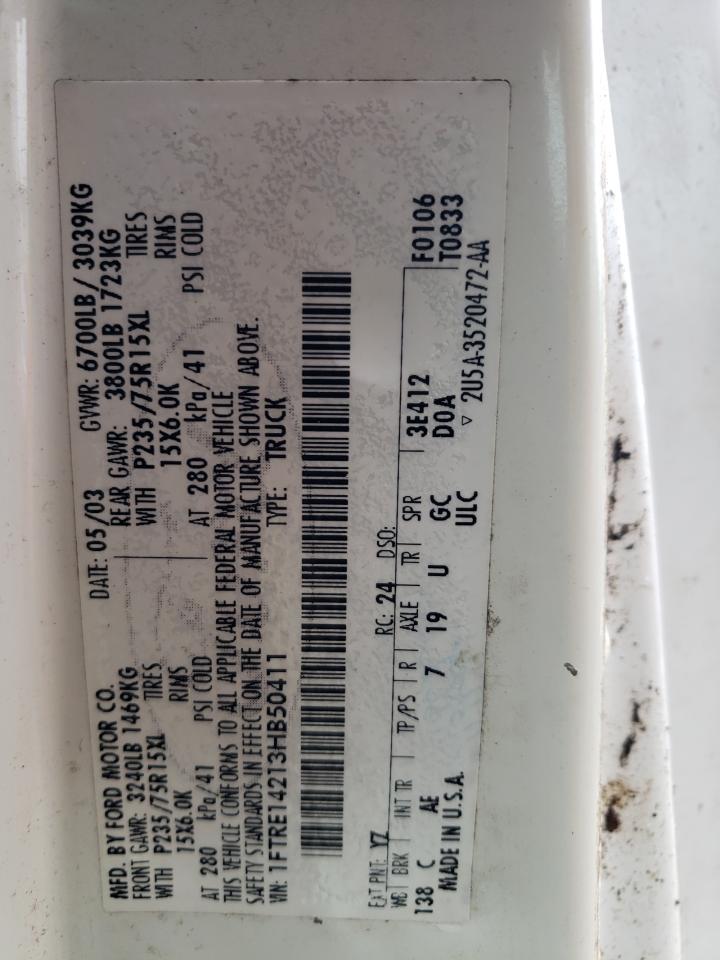 MFD. BY FORD MOTOR CO.
DATE: 05/03 GVWR: 6700LB/ 3039KG
FRONT GAWR: 3240LB 1469KG REAR GAWR: 3800LB 1723KG
WITH P235/75R15XL TIRES WITH P235/75R15XL TIRES
15X6.0K RIMS 15X6.0K RIMS
AT 280 kPa/41 PSI COLD AT 280 kPa/41 PSI COLD
THIS VEHICLE CONFORMS TO ALL APPLICABLE FEDERAL MOTOR VEHICLE
SAFETY STANDARDS IN EFFECT ON THE DATE OF MANUFACTURE SHOWN ABOVE.
VIN: 1FTRE14213HB50411 TYPE: TRUCK
EXT PNT: YZ RC: 24 DSO: F0106
WB BRK INT TR TP/PS R AXLE TR SPR 3E412 T0833
138 C AE 7 19 U GC D0A
MADE IN U.S.A. ULC ▽ 2U5A-3520472-AA